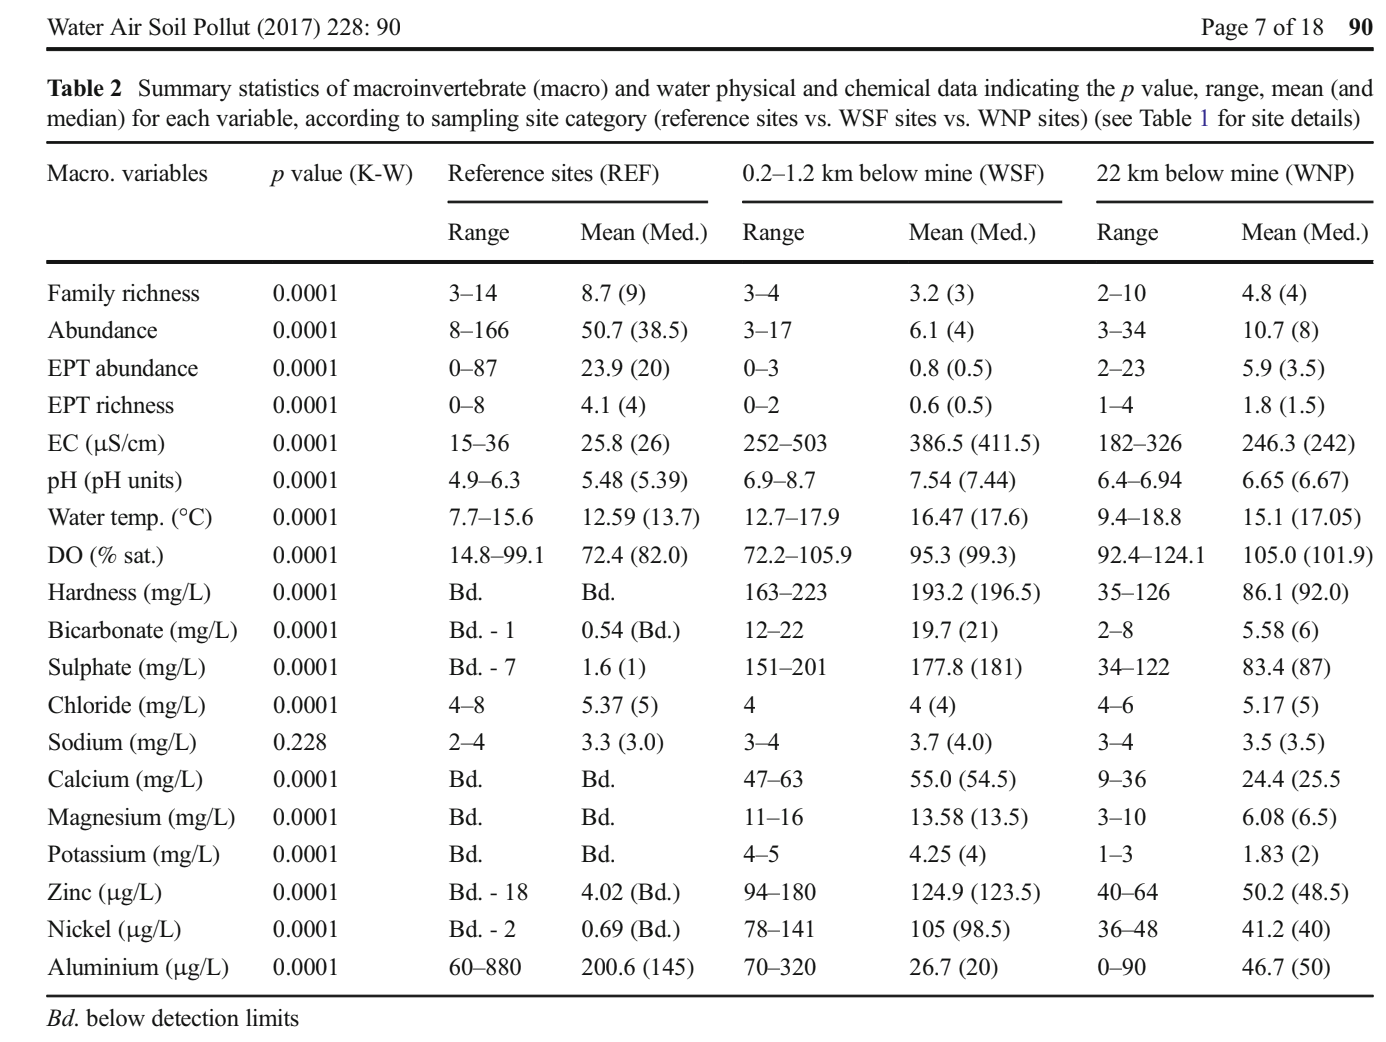 Water Air Soil Pollut (2017) 228: 90 Page 7 of 18 90
Table 2 Summary statistics of macroinvertebrate (macro) and water physical and chemical data indicating the p value, range, mean (and
median) for each variable, according to sampling site category (reference sites vs. WSF sites vs. WNP sites) (see Table 1 for site details)
Macro. variables p value (K-W) Reference sites (REF) 0.2–1.2 km below mine (WSF) 22 km below mine (WNP)
Range Mean (Med.) Range Mean (Med.) Range Mean (Med.)
Family richness 0.0001 3–14 8.7 (9) 3–4 3.2 (3) 2–10 4.8 (4)
Abundance 0.0001 8–166 50.7 (38.5) 3–17 6.1 (4) 3–34 10.7 (8)
EPT abundance 0.0001 0–87 23.9 (20) 0–3 0.8 (0.5) 2–23 5.9 (3.5)
EPT richness 0.0001 0–8 4.1 (4) 0–2 0.6 (0.5) 1–4 1.8 (1.5)
EC (μS/cm) 0.0001 15–36 25.8 (26) 252–503 386.5 (411.5) 182–326 246.3 (242)
pH (pH units) 0.0001 4.9–6.3 5.48 (5.39) 6.9–8.7 7.54 (7.44) 6.4–6.94 6.65 (6.67)
Water temp. (°C) 0.0001 7.7–15.6 12.59 (13.7) 12.7–17.9 16.47 (17.6) 9.4–18.8 15.1 (17.05)
DO (% sat.) 0.0001 14.8–99.1 72.4 (82.0) 72.2–105.9 95.3 (99.3) 92.4–124.1 105.0 (101.9)
Hardness (mg/L) 0.0001 Bd. Bd. 163–223 193.2 (196.5) 35–126 86.1 (92.0)
Bicarbonate (mg/L) 0.0001 Bd. - 1 0.54 (Bd.) 12–22 19.7 (21) 2–8 5.58 (6)
Sulphate (mg/L) 0.0001 Bd. - 7 1.6 (1) 151–201 177.8 (181) 34–122 83.4 (87)
Chloride (mg/L) 0.0001 4–8 5.37 (5) 4 4 (4) 4–6 5.17 (5)
Sodium (mg/L) 0.228 2–4 3.3 (3.0) 3–4 3.7 (4.0) 3–4 3.5 (3.5)
Calcium (mg/L) 0.0001 Bd. Bd. 47–63 55.0 (54.5) 9–36 24.4 (25.5
Magnesium (mg/L) 0.0001 Bd. Bd. 11–16 13.58 (13.5) 3–10 6.08 (6.5)
Potassium (mg/L) 0.0001 Bd. Bd. 4–5 4.25 (4) 1–3 1.83 (2)
Zinc (μg/L) 0.0001 Bd. - 18 4.02 (Bd.) 94–180 124.9 (123.5) 40–64 50.2 (48.5)
Nickel (μg/L) 0.0001 Bd. - 2 0.69 (Bd.) 78–141 105 (98.5) 36–48 41.2 (40)
Aluminium (μg/L) 0.0001 60–880 200.6 (145) 70–320 26.7 (20) 0–90 46.7 (50)
Bd. below detection limits